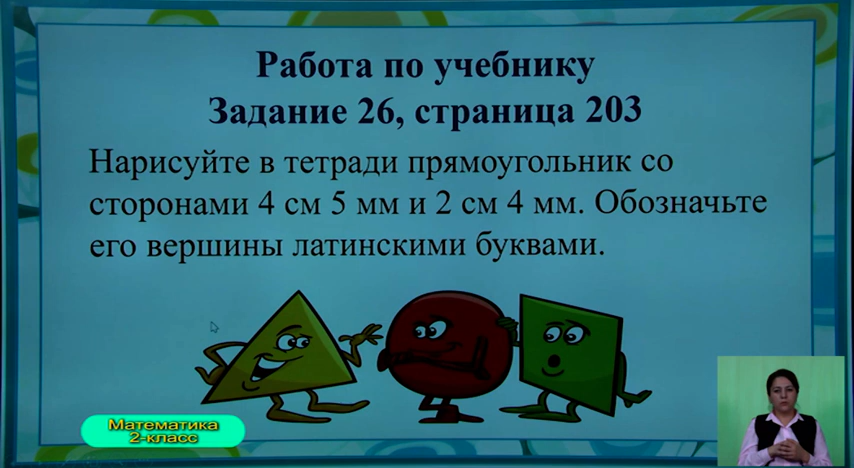 Работа по учебнику
Задание 26, страница 203
Нарисуйте в тетради прямоугольник со
сторонами 4 см 5 мм и 2 см 4 мм. Обозначьте
его вершины латинскими буквами.
Математика
2-класс